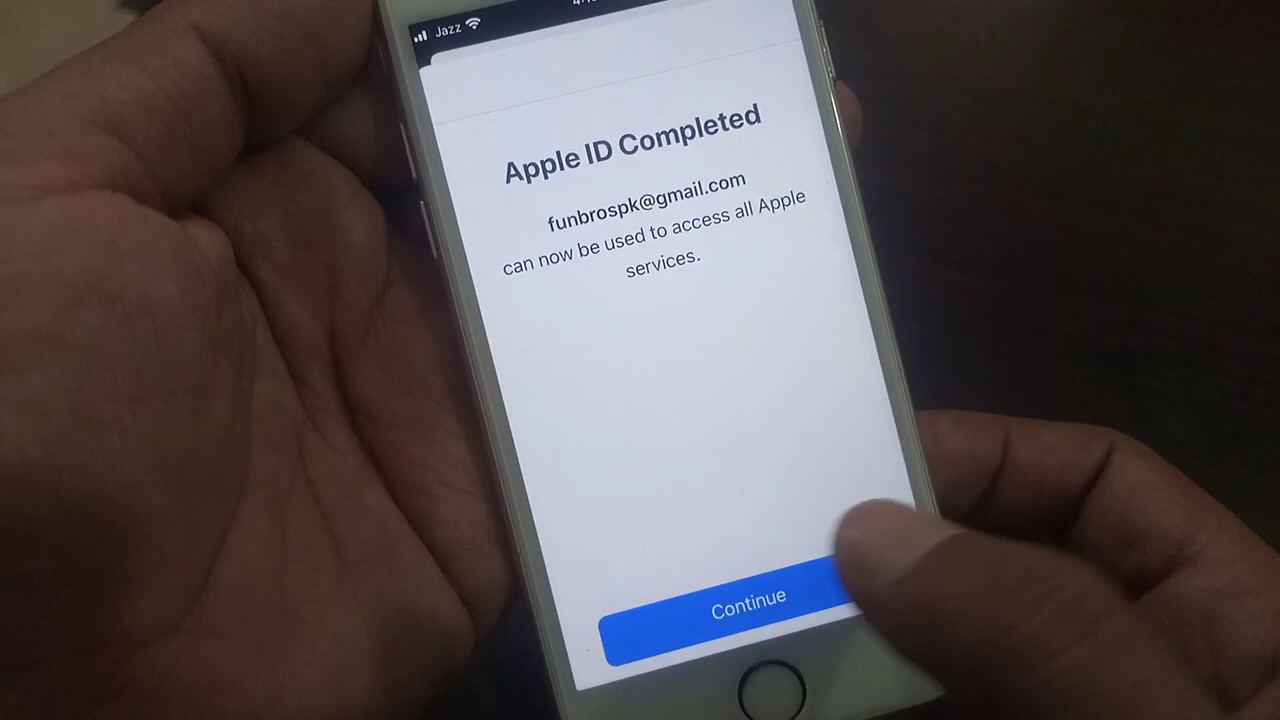 Jazz
Apple ID Completed
funbrospk@gmail.com
can now be used to access all Apple
services.
Continue